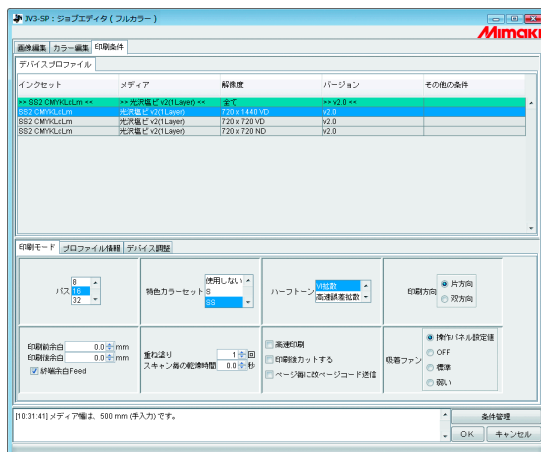 JV3-SP：ジョブエディタ ( フルカラー )
Mimaki
画像編集 カラー編集 印刷条件
デバイスプロファイル
インクセット メディア 解像度 バージョン その他の条件
>> SS2 CMYKLcLm << >> 光沢塩ビ v2(1Layer) << 全て >> v2.0 <<
SS2 CMYKLcLm 光沢塩ビ v2(1Layer) 720 x 1440 VD v2.0
SS2 CMYKLcLm 光沢塩ビ v2(1Layer) 720 x 720 VD v2.0
SS2 CMYKLcLm 光沢塩ビ v2(1Layer) 720 x 720 ND v2.0
印刷モード プロファイル情報 デバイス調整
パス 8 16 32
特色カラーセット 使用しない S SS
ハーフトーン VI拡散 高速誤差拡散
印刷方向 片方向 双方向
印刷前余白 0.0 mm
印刷後余白 0.0 mm
終端余白Feed
重ね塗り 1 回
スキャン毎の乾燥時間 0.0 秒
高速印刷
印刷後カットする
ページ毎に改ページコード送信
吸着ファン 操作パネル設定値 OFF 標準 弱い
[10:31:41] メディア幅は、500 mm (手入力) です。
条件管理
OK キャンセル